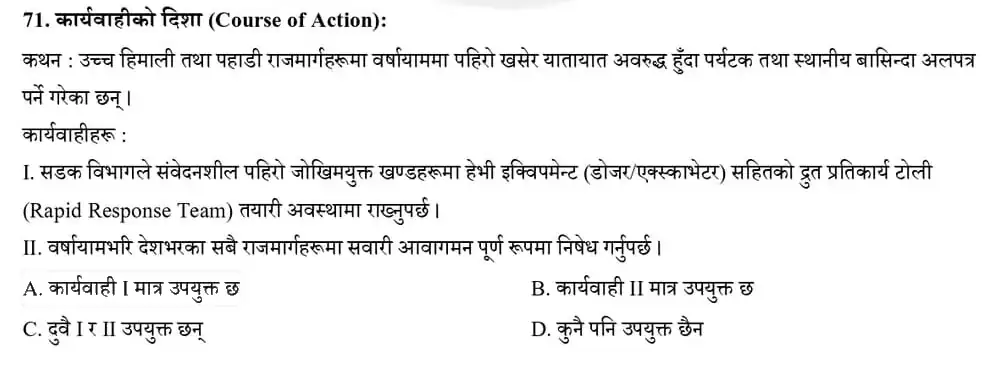 71. कार्यवाहीको दिशा (Course of Action):
कथन : उच्च हिमाली तथा पहाडी राजमार्गहरूमा वर्षायाममा पहिरो खसेर यातायात अवरुद्ध हुँदा पर्यटक तथा स्थानीय बासिन्दा अलपत्र
पर्ने गरेका छन् ।
कार्यवाहीहरू :
I. सडक विभागले संवेदनशील पहिरो जोखिमयुक्त खण्डहरूमा हेभी इक्विपमेन्ट (डोजर/एक्स्काभेटर) सहितको द्रुत प्रतिकार्य टोली
(Rapid Response Team) तयारी अवस्थामा राख्नुपर्छ ।
II. वर्षायामभरि देशभरका सबै राजमार्गहरूमा सवारी आवागमन पूर्ण रूपमा निषेध गर्नुपर्छ ।
A. कार्यवाही I मात्र उपयुक्त छ B. कार्यवाही II मात्र उपयुक्त छ
C. दुवै I र II उपयुक्त छन् D. कुनै पनि उपयुक्त छैन